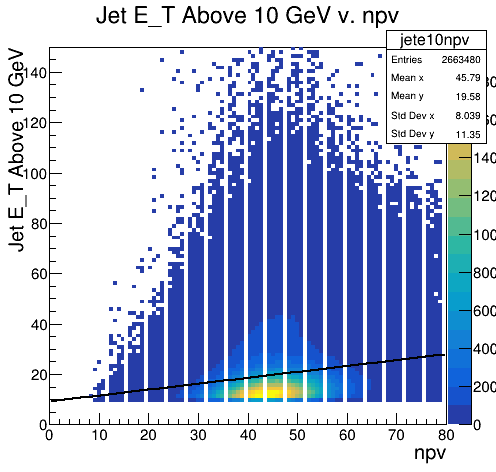 Jet E_T Above 10 GeV v. npv
jete10npv
Entries 2663480
Mean x 45.79
Mean y 19.58
Std Dev x 8.039
Std Dev y 11.35
Jet E_T Above 10 GeV
140
120
100
80
60
40
20
0
0 10 20 30 40 50 60 70 80
npv
1400
1200
1000
800
600
400
200
0